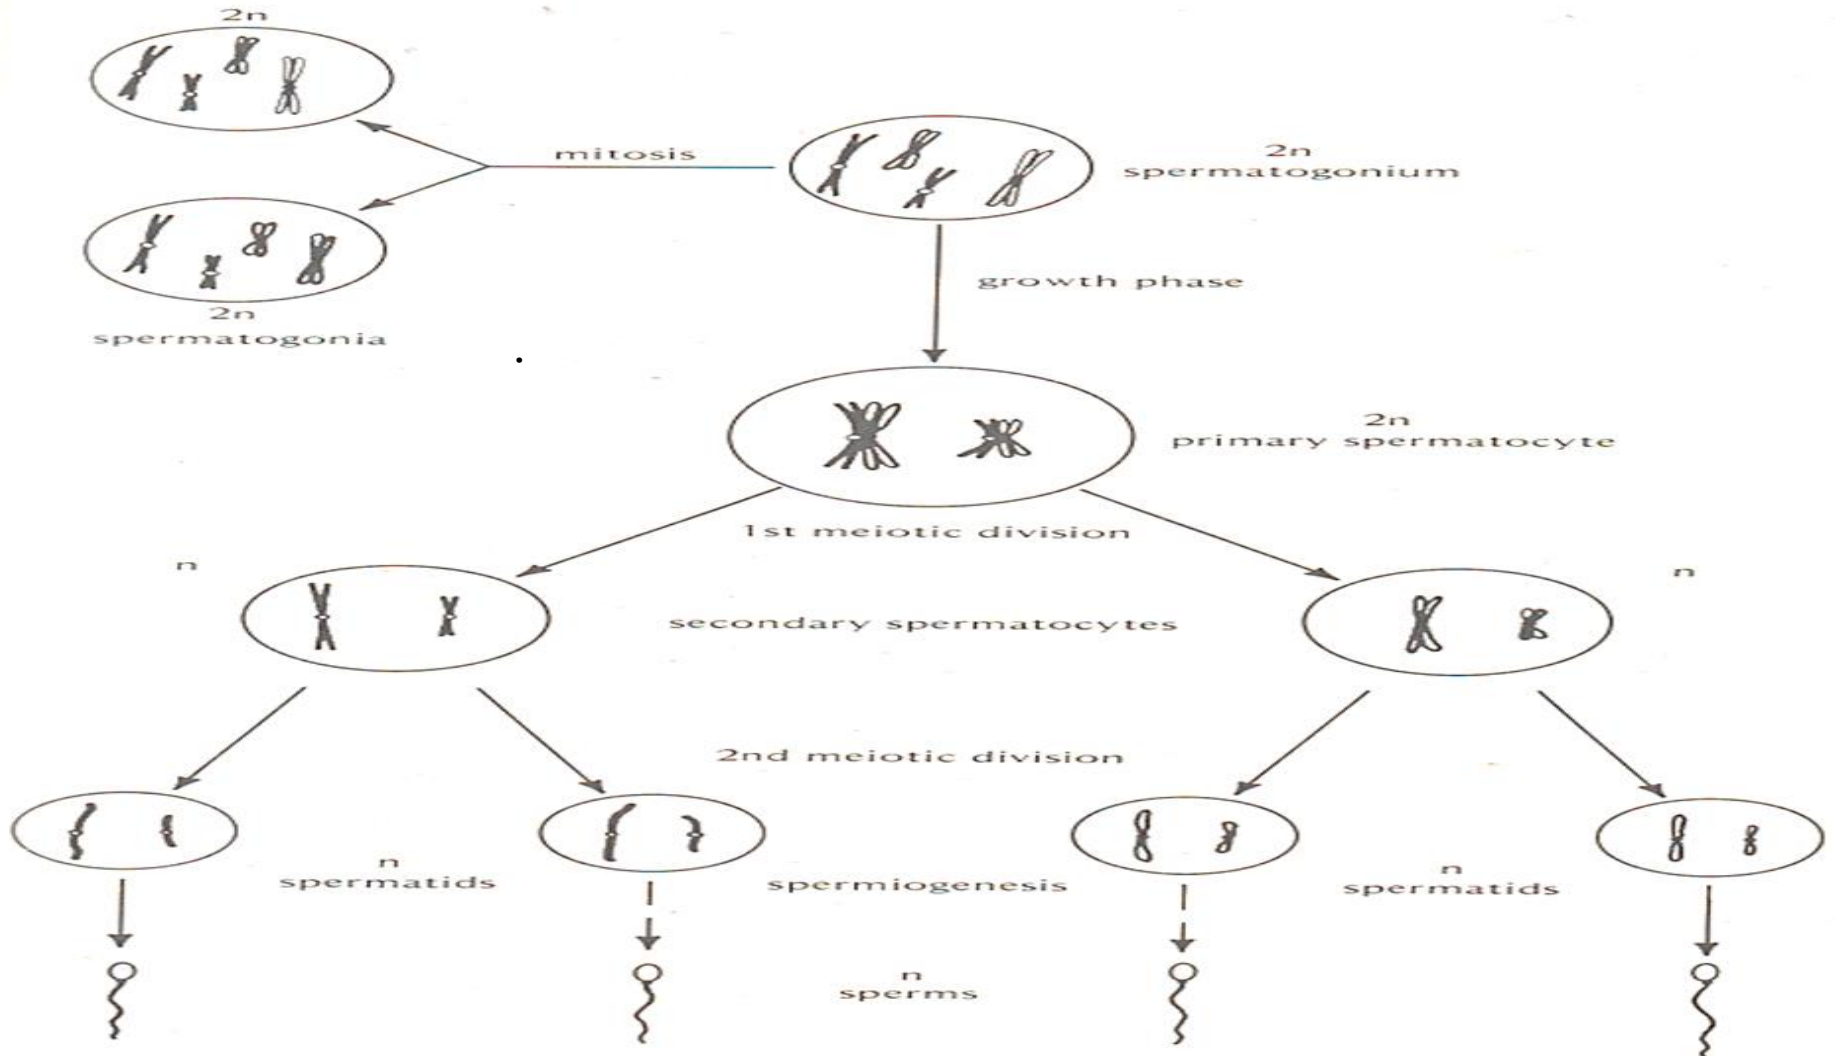 2n
mitosis
2n
spermatogonium
growth phase
2n
spermatogonia
2n
primary spermatocyte
1st meiotic division
n
n
secondary spermatocytes
2nd meiotic division
n
spermatids
spermiogenesis
n
spermatids
n
sperms